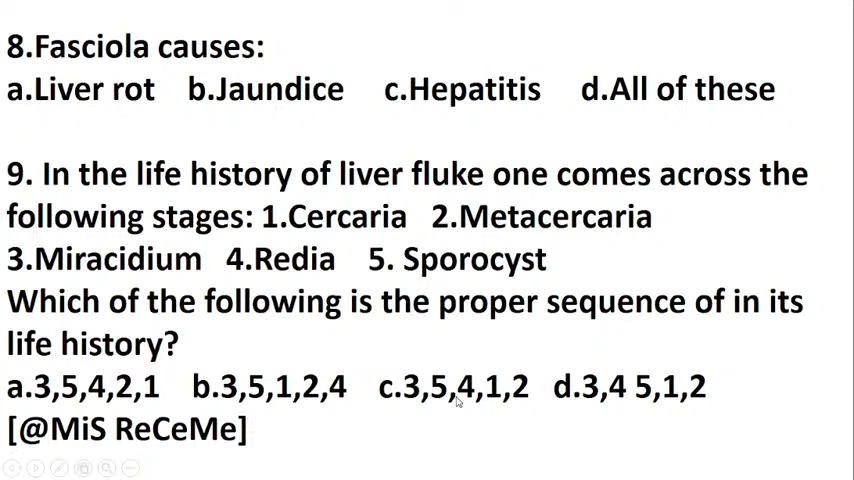 8.Fasciola causes:
a.Liver rot b.Jaundice c.Hepatitis d.All of these
9. In the life history of liver fluke one comes across the
following stages: 1.Cercaria 2.Metacercaria
3.Miracidium 4.Redia 5. Sporocyst
Which of the following is the proper sequence of in its
life history?
a.3,5,4,2,1 b.3,5,1,2,4 c.3,5,4,1,2 d.3,4 5,1,2
[@MiS ReCeMe]